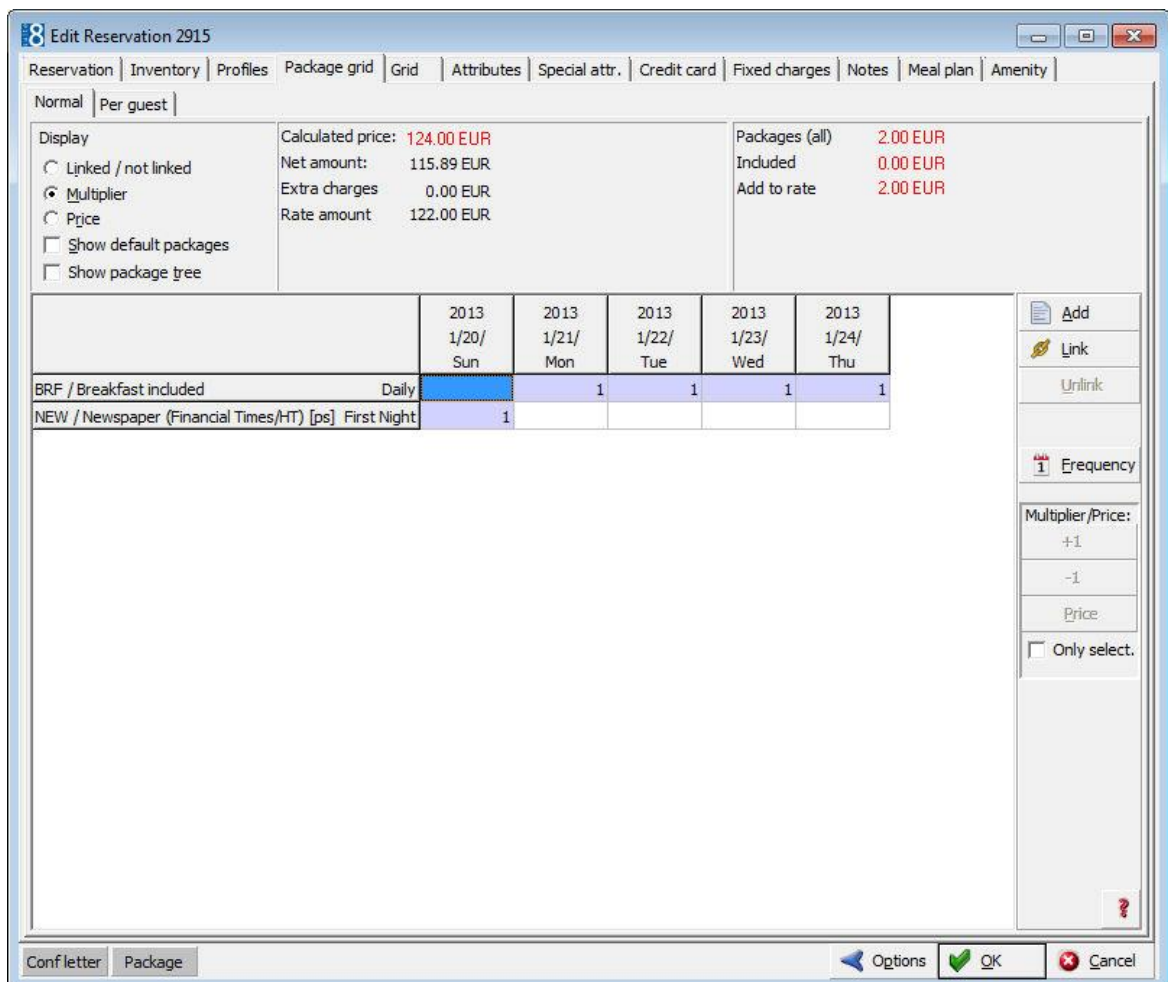 8 Edit Reservation 2915
Reservation Inventory Profiles Package grid Grid Attributes Special attr. Credit card Fixed charges Notes Meal plan Amenity
Normal Per guest
Display
Linked / not linked
Multiplier
Price
Show default packages
Show package tree
Calculated price: 124.00 EUR
Net amount: 115.89 EUR
Extra charges 0.00 EUR
Rate amount 122.00 EUR
Packages (all) 2.00 EUR
Included 0.00 EUR
Add to rate 2.00 EUR
2013 2013 2013 2013 2013
1/20/ 1/21/ 1/22/ 1/23/ 1/24/
Sun Mon Tue Wed Thu
BRF / Breakfast included Daily 1 1 1 1
NEW / Newspaper (Financial Times/HT) [ps] First Night 1
Add
Link
Unlink
1 Frequency
Multiplier/Price:
+1
-1
Price
Only select.
?
Conf letter Package Options OK Cancel